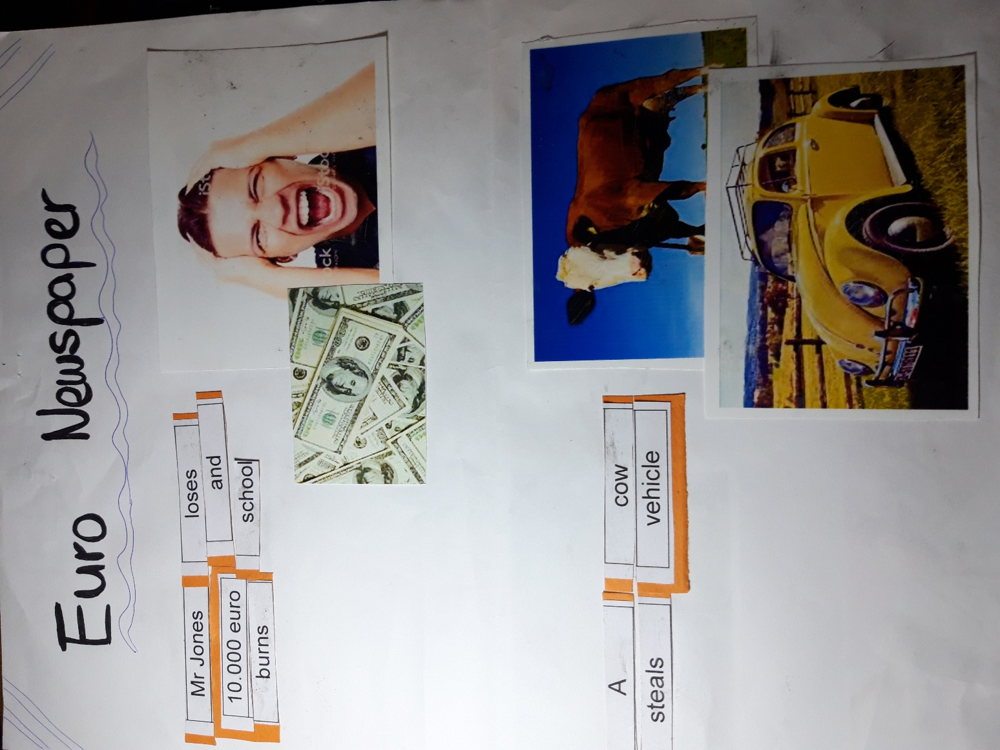 Euro Newspaper
Mr Jones loses
10.000 euro and
burns school
A cow
steals vehicle